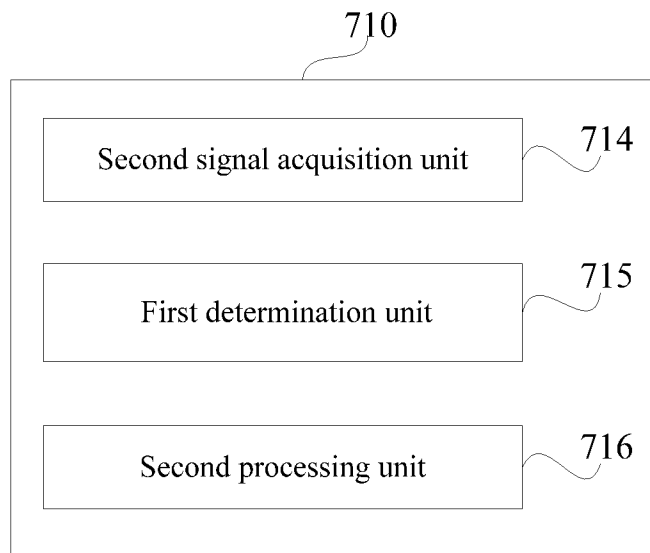 710
Second signal acquisition unit
714
First determination unit
715
Second processing unit
716